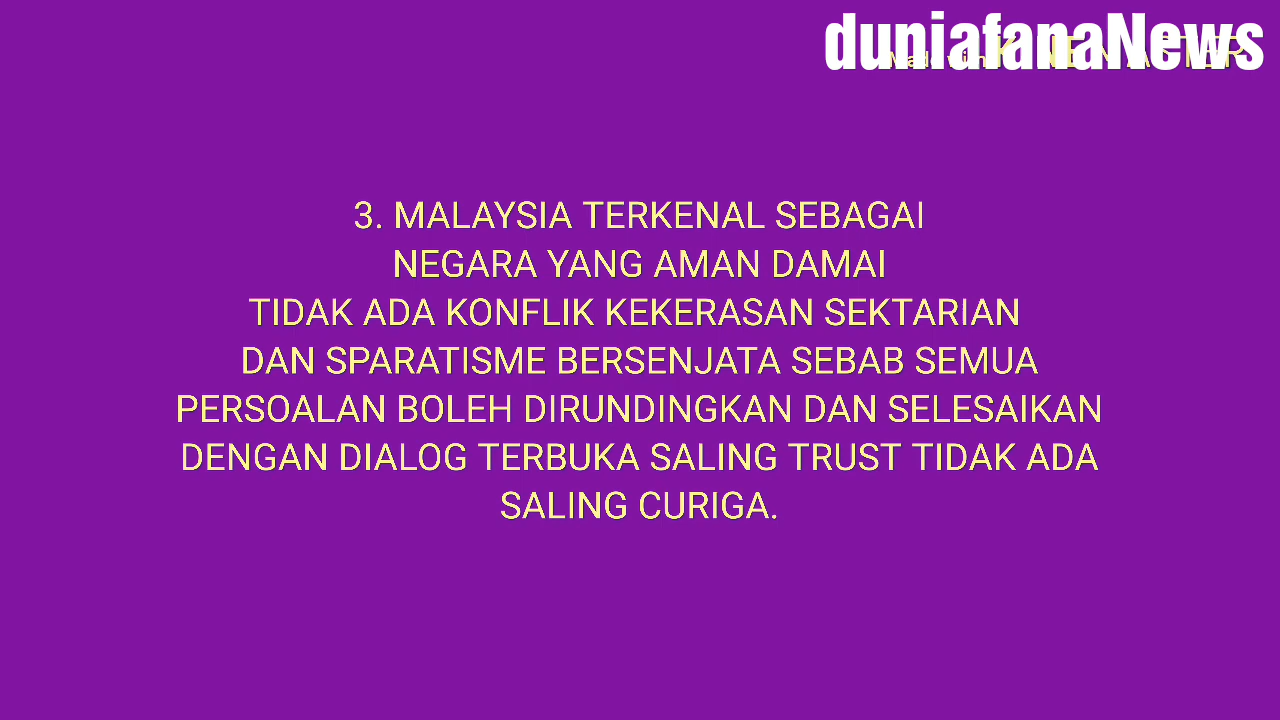 duniafanaNews
3. MALAYSIA TERKENAL SEBAGAI
NEGARA YANG AMAN DAMAI
TIDAK ADA KONFLIK KEKERASAN SEKTARIAN
DAN SPARATISME BERSENJATA SEBAB SEMUA
PERSOALAN BOLEH DIRUNDINGKAN DAN SELESAIKAN
DENGAN DIALOG TERBUKA SALING TRUST TIDAK ADA
SALING CURIGA.